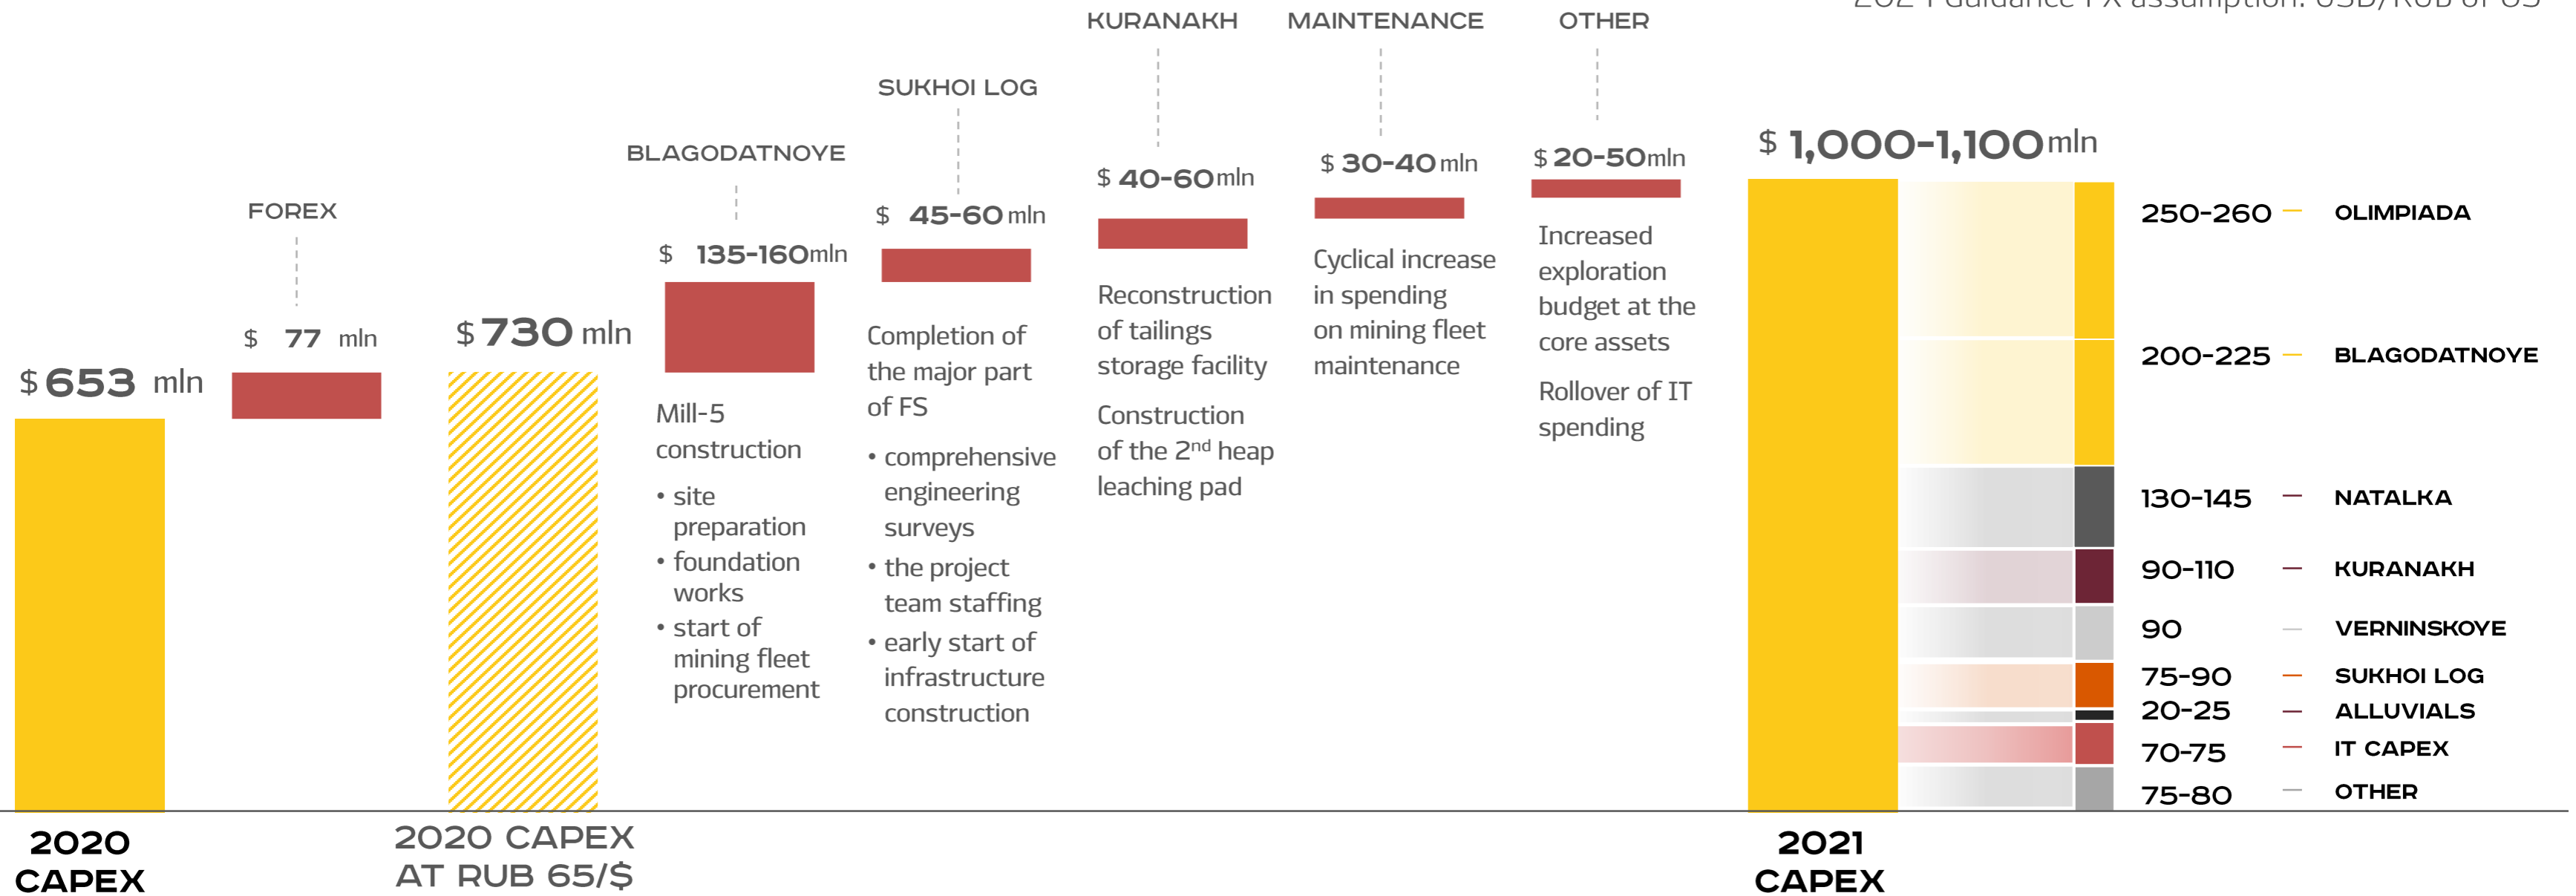 KURANAKH
MAINTENANCE
OTHER
SUKHOI LOG
BLAGODATNOYE
FOREX
$ 77 mln
$ 653 mln
$ 730 mln
$ 135-160 mln
Mill-5
construction
• site
preparation
• foundation
works
• start of
mining fleet
procurement
$ 45-60 mln
Completion of
the major part
of FS
• comprehensive
engineering
surveys
• the project
team staffing
• early start of
infrastructure
construction
$ 40-60 mln
Reconstruction
of tailings
storage facility
Construction
of the 2nd heap
leaching pad
$ 30-40 mln
Cyclical increase
in spending
on mining fleet
maintenance
$ 20-50 mln
Increased
exploration
budget at the
core assets
Rollover of IT
spending
$ 1,000-1,100 mln
250-260 — OLIMPIADA
200-225 — BLAGODATNOYE
130-145 — NATALKA
90-110 — KURANAKH
90 — VERNINSKOYE
75-90 — SUKHOI LOG
20-25 — ALLUVIALS
70-75 — IT CAPEX
75-80 — OTHER
2020
CAPEX
2020 CAPEX
AT RUB 65/$
2021
CAPEX